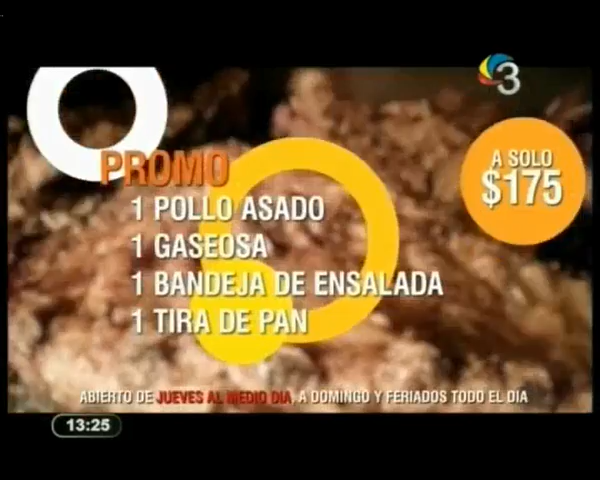 3
PROMO
A SOLO
$175
1 POLLO ASADO
1 GASEOSA
1 BANDEJA DE ENSALADA
1 TIRA DE PAN
ABIERTO DE JUEVES AL MEDIO DIA, A DOMINGO Y FERIADOS TODO EL DIA
13:25